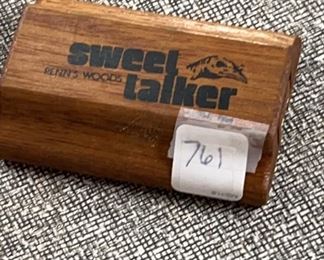 sweet
PENN'S WOODS
talker
761